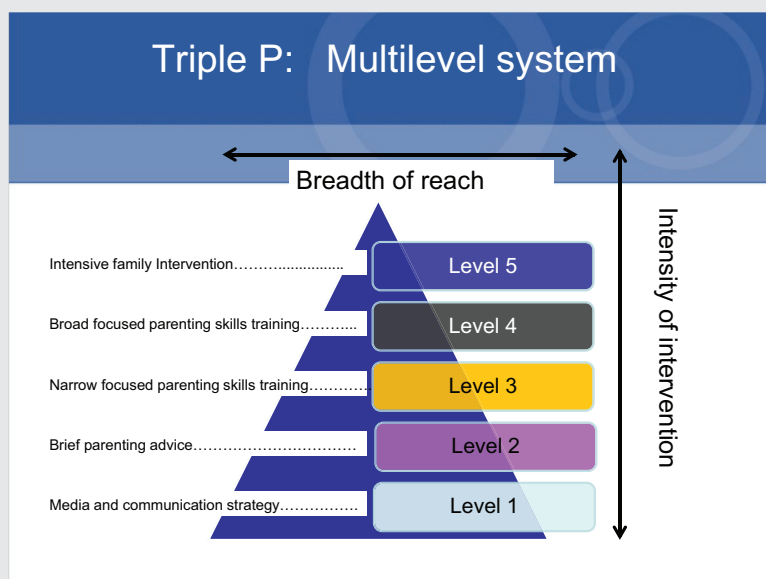 Triple P: Multilevel system
Breadth of reach
Intensity of intervention
Intensive family Intervention……….................
Level 5
Broad focused parenting skills training………...
Level 4
Narrow focused parenting skills training…………
Level 3
Brief parenting advice……………………………
Level 2
Media and communication strategy……………
Level 1